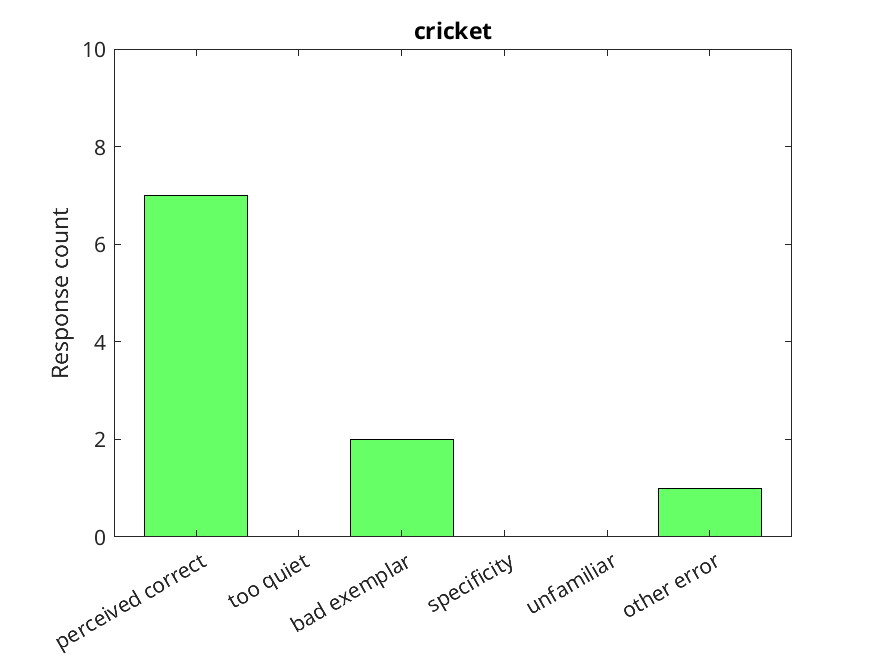 cricket
10
8
6
4
2
0
Response count
perceived correct
too quiet
bad exemplar
specificity
unfamiliar
other error